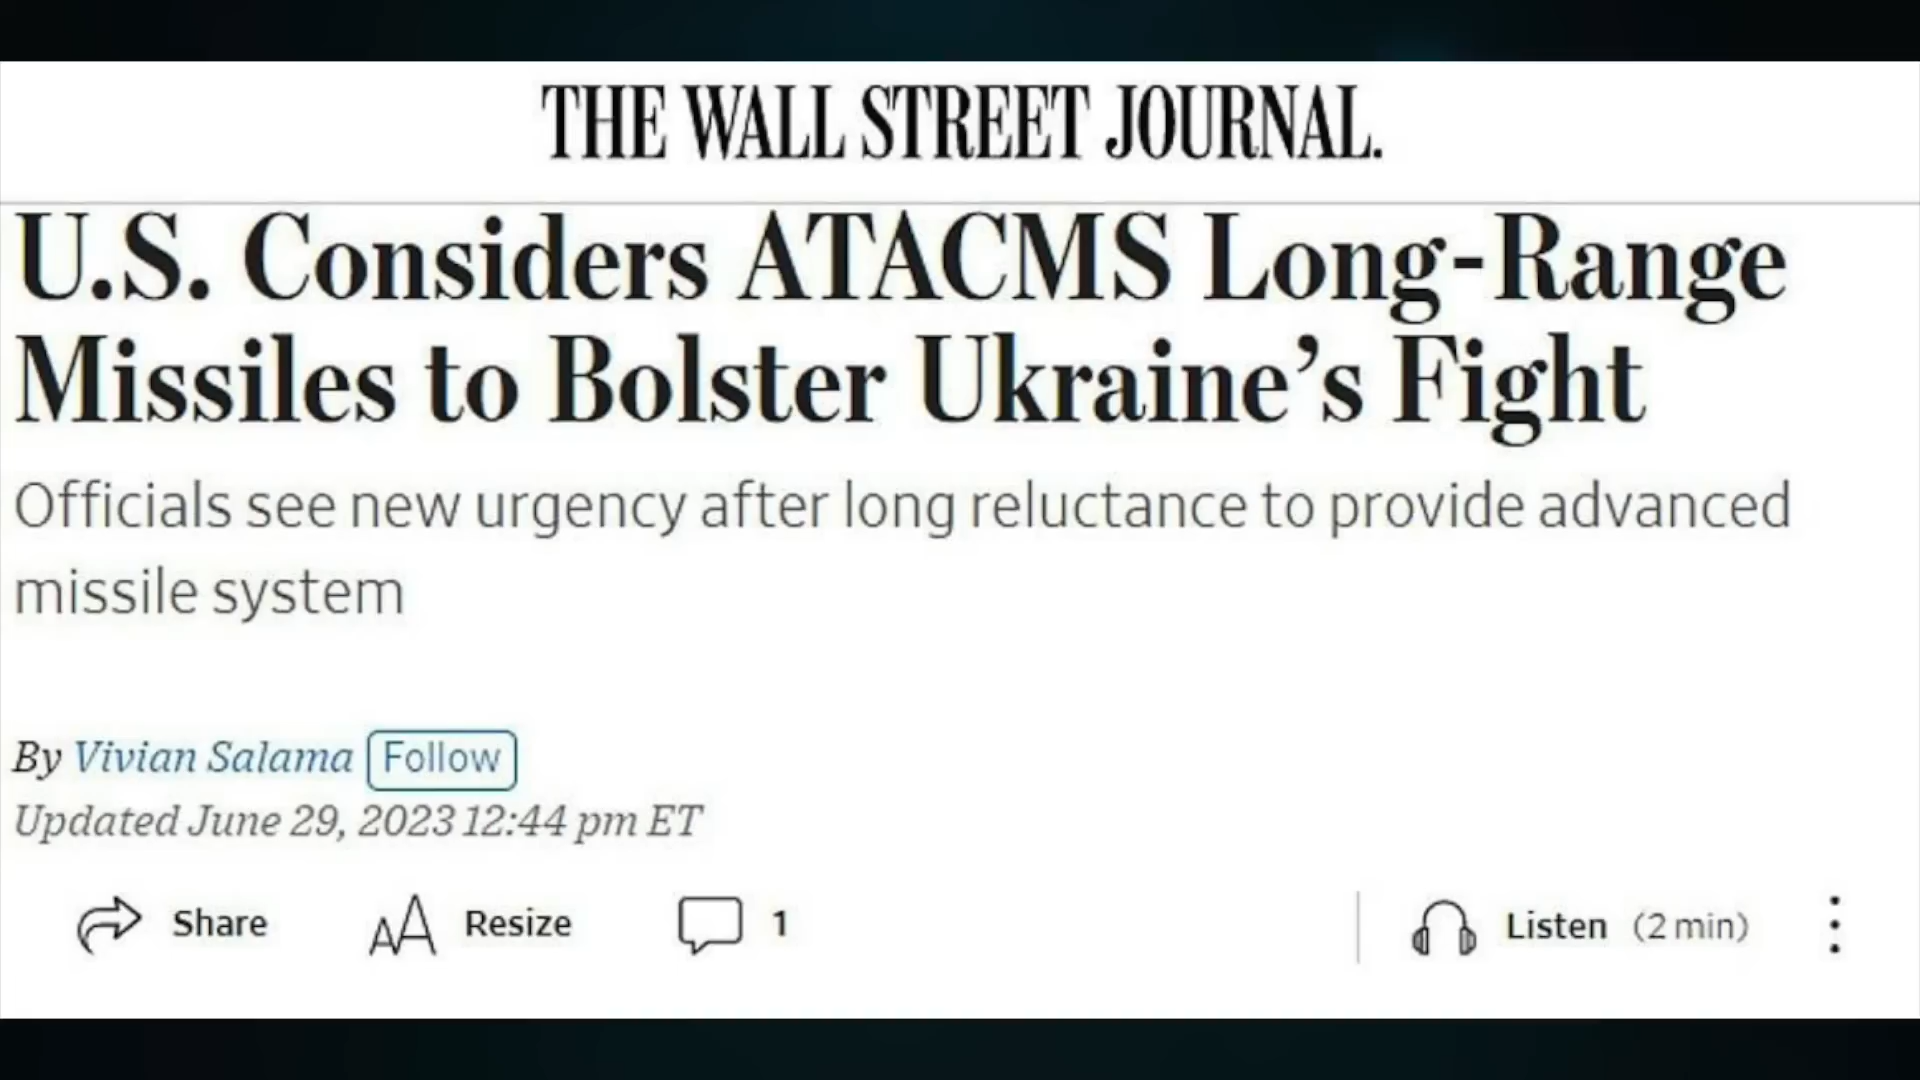 THE WALL STREET JOURNAL.
U.S. Considers ATACMS Long-Range
Missiles to Bolster Ukraine’s Fight
Officials see new urgency after long reluctance to provide advanced
missile system
By Vivian Salama Follow
Updated June 29, 2023 12:44 pm ET
Share Resize 1 Listen (2 min)